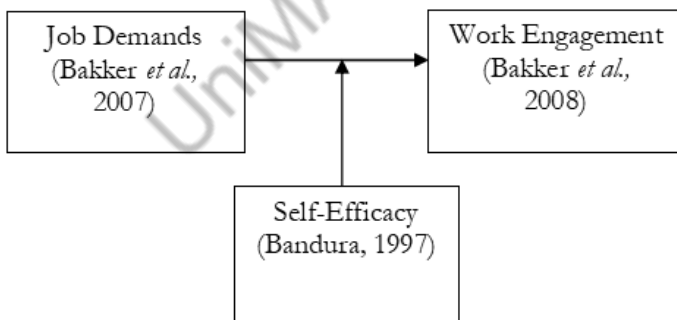 Job Demands
(Bakker et al.,
2007)
Work Engagement
(Bakker et al.,
2008)
Self-Efficacy
(Bandura, 1997)